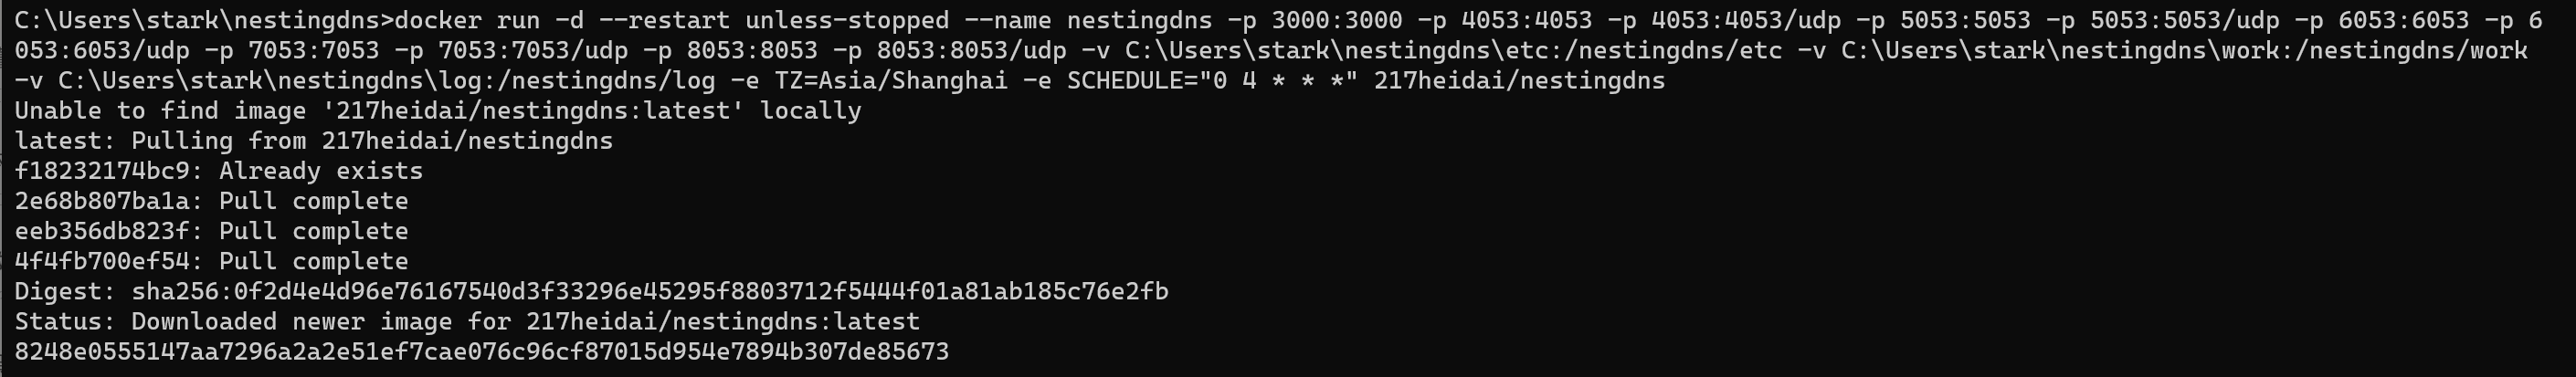 C:\Users\stark\nestingdns>docker run -d --restart unless-stopped --name nestingdns -p 3000:3000 -p 4053:4053 -p 4053:4053/udp -p 5053:5053 -p 5053:5053/udp -p 6053:6053 -p 6
053:6053/udp -p 7053:7053 -p 7053:7053/udp -p 8053:8053 -p 8053:8053/udp -v C:\Users\stark\nestingdns\etc:/nestingdns/etc -v C:\Users\stark\nestingdns\work:/nestingdns/work
-v C:\Users\stark\nestingdns\log:/nestingdns/log -e TZ=Asia/Shanghai -e SCHEDULE="0 4 * * *" 217heidai/nestingdns
Unable to find image '217heidai/nestingdns:latest' locally
latest: Pulling from 217heidai/nestingdns
f18232174bc9: Already exists
2e68b807ba1a: Pull complete
eeb356db823f: Pull complete
4f4fb700ef54: Pull complete
Digest: sha256:0f2d4e4d96e76167540d3f33296e45295f8803712f5444f01a81ab185c76e2fb
Status: Downloaded newer image for 217heidai/nestingdns:latest
8248e0555147aa7296a2a2e51ef7cae076c96cf87015d954e7894b307de85673